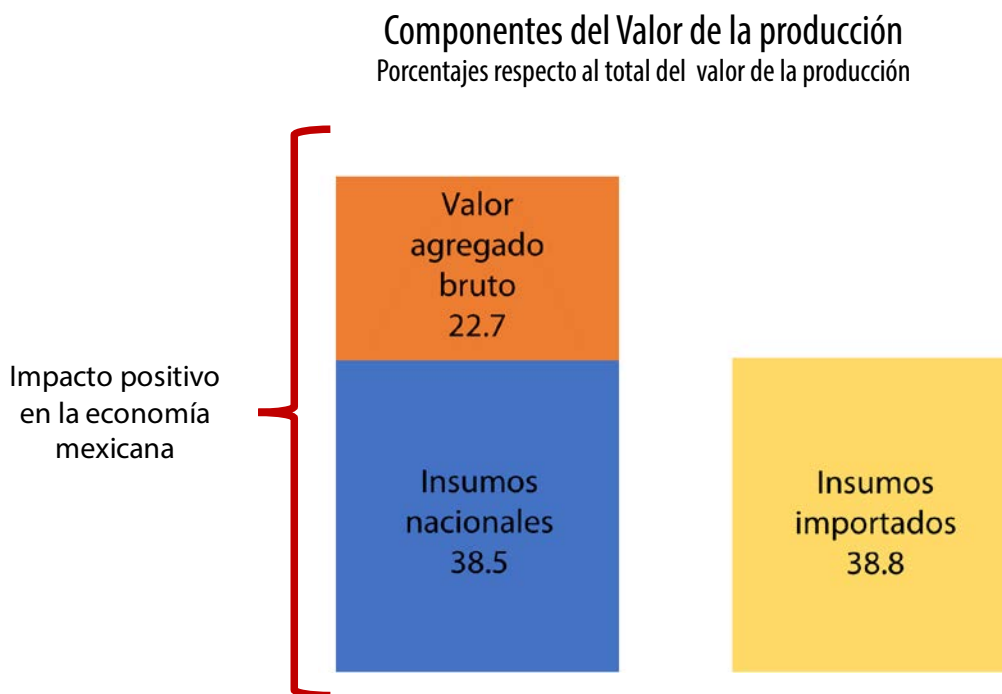 Componentes del Valor de la producción
Porcentajes respecto al total del valor de la producción
Valor
agregado
bruto
22.7
Impacto positivo
en la economía
mexicana
Insumos
nacionales
38.5
Insumos
importados
38.8